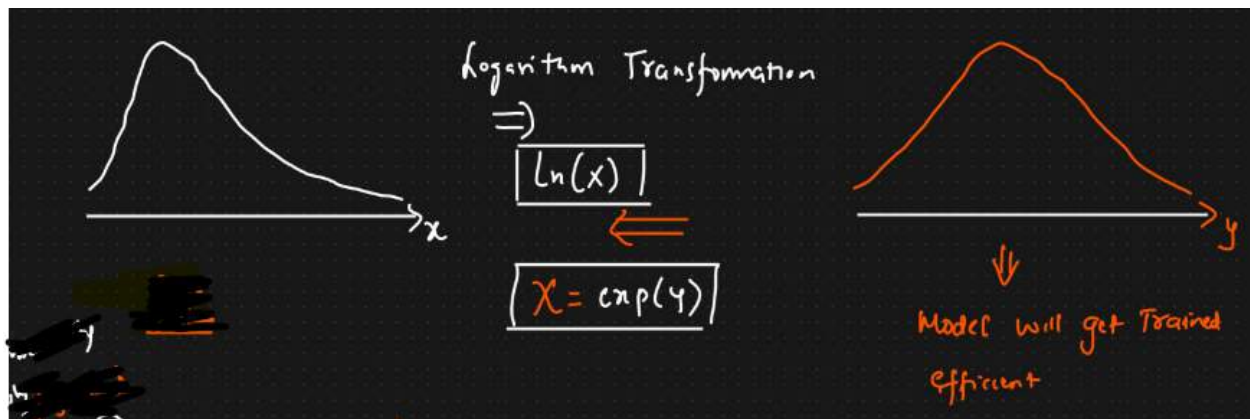 Logarithm Transformation
⇒
ln(x)
x
⇐
X = exp(y)
y
⇓
Model will get Trained
efficient
y